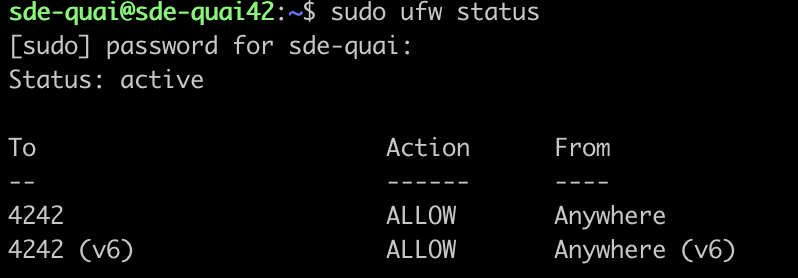 sde-quai@sde-quai42:~$ sudo ufw status
[sudo] password for sde-quai:
Status: active
To                         Action      From
--                         ------      ----
4242                       ALLOW       Anywhere
4242 (v6)                  ALLOW       Anywhere (v6)